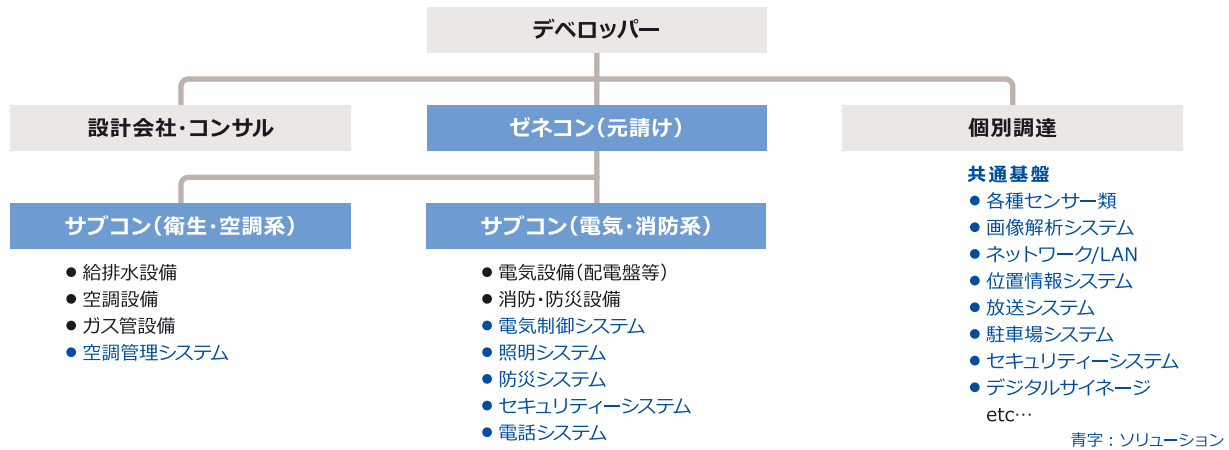 デベロッパー
設計会社・コンサル
ゼネコン（元請け）
個別調達
サブコン（衛生・空調系）
● 給排水設備
● 空調設備
● ガス管設備
● 空調管理システム
サブコン（電気・消防系）
● 電気設備（配電盤等）
● 消防・防災設備
● 電気制御システム
● 照明システム
● 防災システム
● セキュリティーシステム
● 電話システム
共通基盤
● 各種センサー類
● 画像解析システム
● ネットワーク/LAN
● 位置情報システム
● 放送システム
● 駐車場システム
● セキュリティーシステム
● デジタルサイネージ
etc…
青字：ソリューション